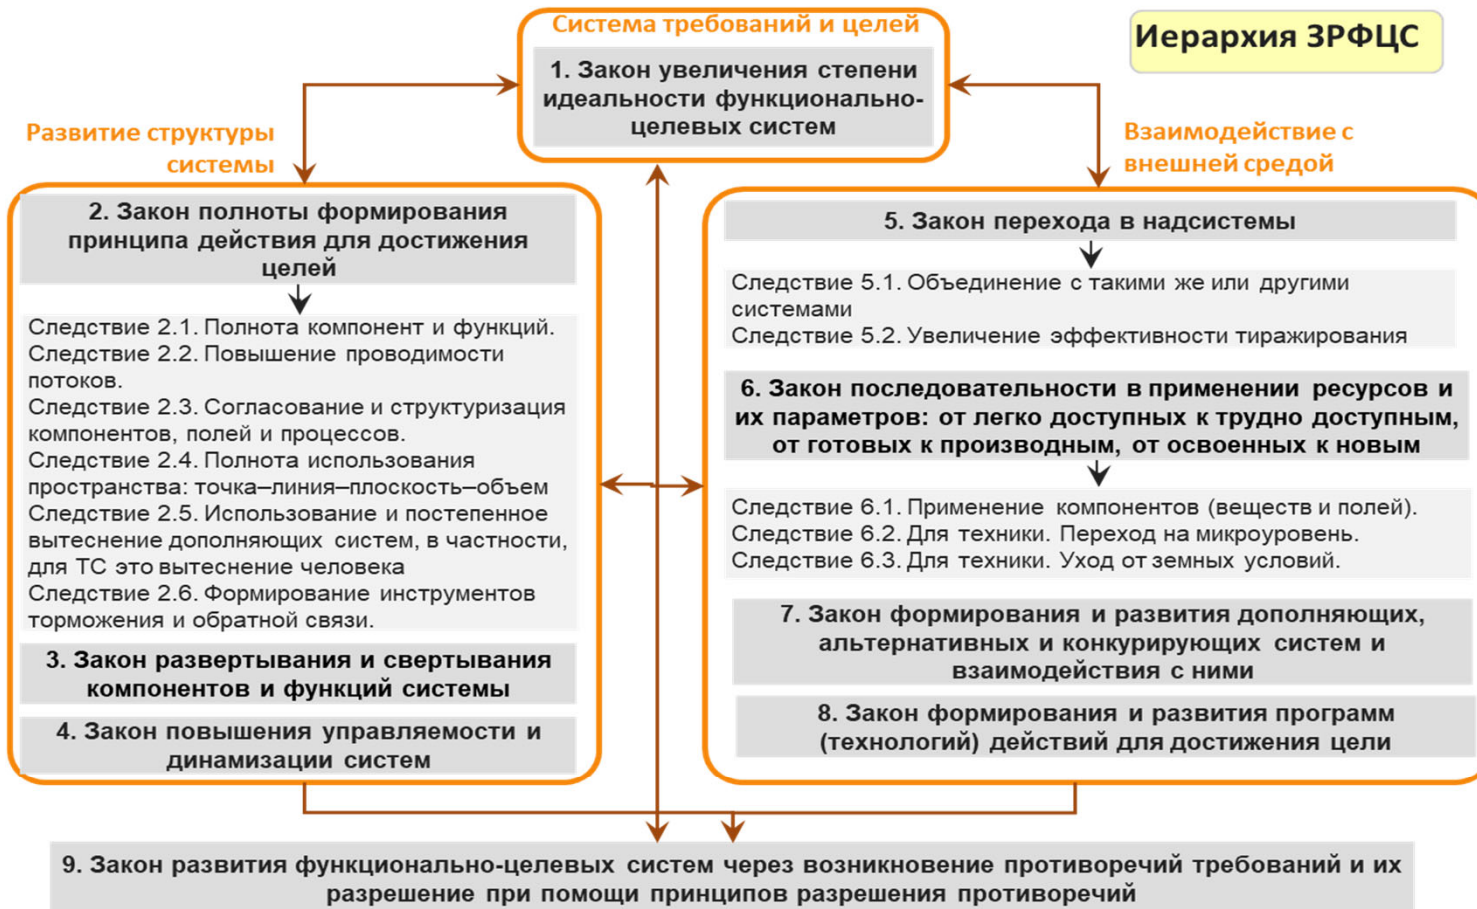 Система требований и целей
Иерархия ЗРФЦС
1. Закон увеличения степени
идеальности функционально-
целевых систем
Развитие структуры
системы
Взаимодействие с
внешней средой
2. Закон полноты формирования
принципа действия для достижения
целей
Следствие 2.1. Полнота компонент и функций.
Следствие 2.2. Повышение проводимости
потоков.
Следствие 2.3. Согласование и структуризация
компонентов, полей и процессов.
Следствие 2.4. Полнота использования
пространства: точка–линия–плоскость–объем
Следствие 2.5. Использование и постепенное
вытеснение дополняющих систем, в частности,
для ТС это вытеснение человека
Следствие 2.6. Формирование инструментов
торможения и обратной связи.
3. Закон развертывания и свертывания
компонентов и функций системы
4. Закон повышения управляемости и
динамизации систем
5. Закон перехода в надсистемы
Следствие 5.1. Объединение с такими же или другими
системами
Следствие 5.2. Увеличение эффективности тиражирования
6. Закон последовательности в применении ресурсов и
их параметров: от легко доступных к трудно доступным,
от готовых к производным, от освоенных к новым
Следствие 6.1. Применение компонентов (веществ и полей).
Следствие 6.2. Для техники. Переход на микроуровень.
Следствие 6.3. Для техники. Уход от земных условий.
7. Закон формирования и развития дополняющих,
альтернативных и конкурирующих систем и
взаимодействия с ними
8. Закон формирования и развития программ
(технологий) действий для достижения цели
9. Закон развития функционально-целевых систем через возникновение противоречий требований и их
разрешение при помощи принципов разрешения противоречий